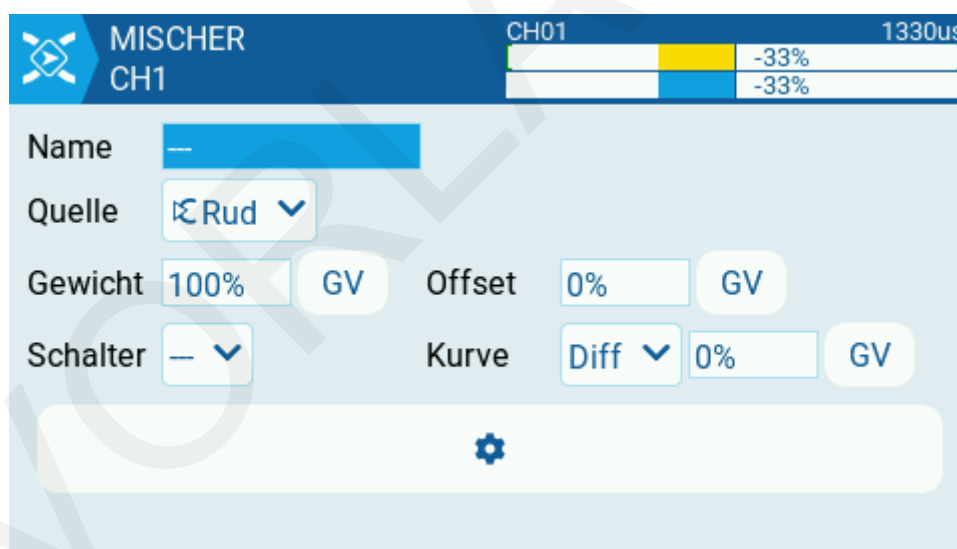 MISCHER
CH1
CH01 1330us
-33%
-33%
Name ---
Quelle Rud
Gewicht 100% GV Offset 0% GV
Schalter --- Kurve Diff 0% GV
VORLA